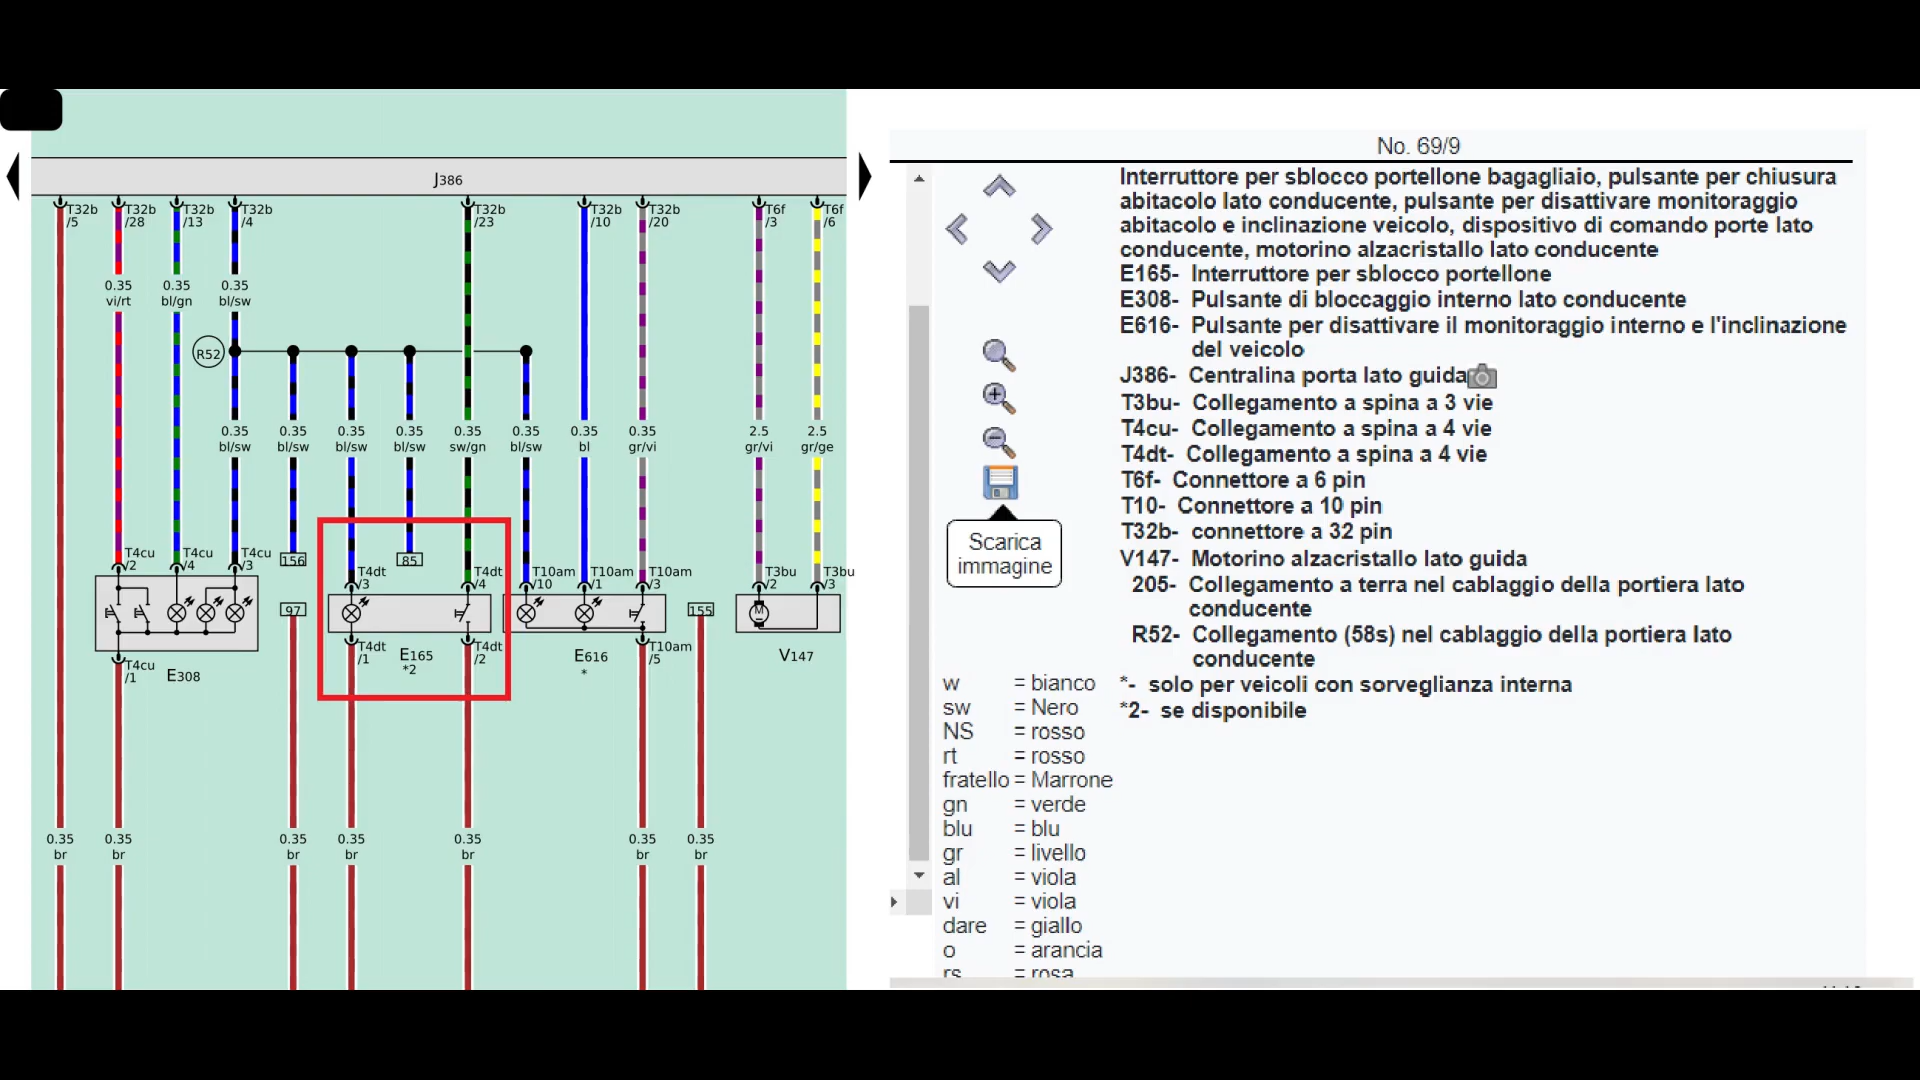 J386
T32b
/5
T32b
/28
T32b
/13
T32b
/4
T32b
/23
T32b
/10
T32b
/20
T6f
/3
T6f
/6
0.35
vi/rt
0.35
bl/gn
0.35
bl/sw
R52
0.35
bl/sw
0.35
bl/sw
0.35
bl/sw
0.35
bl/sw
0.35
sw/gn
0.35
bl/sw
0.35
bl
0.35
gr/vi
2.5
gr/vi
2.5
gr/ge
T4cu
/2
T4cu
/4
T4cu
/3
156
T4dt
/3
85
T4dt
/4
T10am
/10
T10am
/1
T10am
/3
T3bu
/2
T3bu
/3
97
155
M
T4cu
/1
E308
T4dt
/1
E165
*2
T4dt
/2
E616
*
T10am
/5
V147
0.35
br
0.35
br
0.35
br
0.35
br
0.35
br
0.35
br
0.35
br
No. 69/9
Interruttore per sblocco portellone bagagliaio, pulsante per chiusura
abitacolo lato conducente, pulsante per disattivare monitoraggio
abitacolo e inclinazione veicolo, dispositivo di comando porte lato
conducente, motorino alzacristallo lato conducente
E165- Interruttore per sblocco portellone
E308- Pulsante di bloccaggio interno lato conducente
E616- Pulsante per disattivare il monitoraggio interno e l'inclinazione
del veicolo
J386- Centralina porta lato guida
T3bu- Collegamento a spina a 3 vie
T4cu- Collegamento a spina a 4 vie
T4dt- Collegamento a spina a 4 vie
T6f- Connettore a 6 pin
T10- Connettore a 10 pin
T32b- connettore a 32 pin
V147- Motorino alzacristallo lato guida
205- Collegamento a terra nel cablaggio della portiera lato
conducente
R52- Collegamento (58s) nel cablaggio della portiera lato
conducente
*- solo per veicoli con sorveglianza interna
*2- se disponibile
Scarica
immagine
w = bianco
sw = Nero
NS = rosso
rt = rosso
fratello = Marrone
gn = verde
blu = blu
gr = livello
al = viola
vi = viola
dare = giallo
o = arancia
rs = rosa